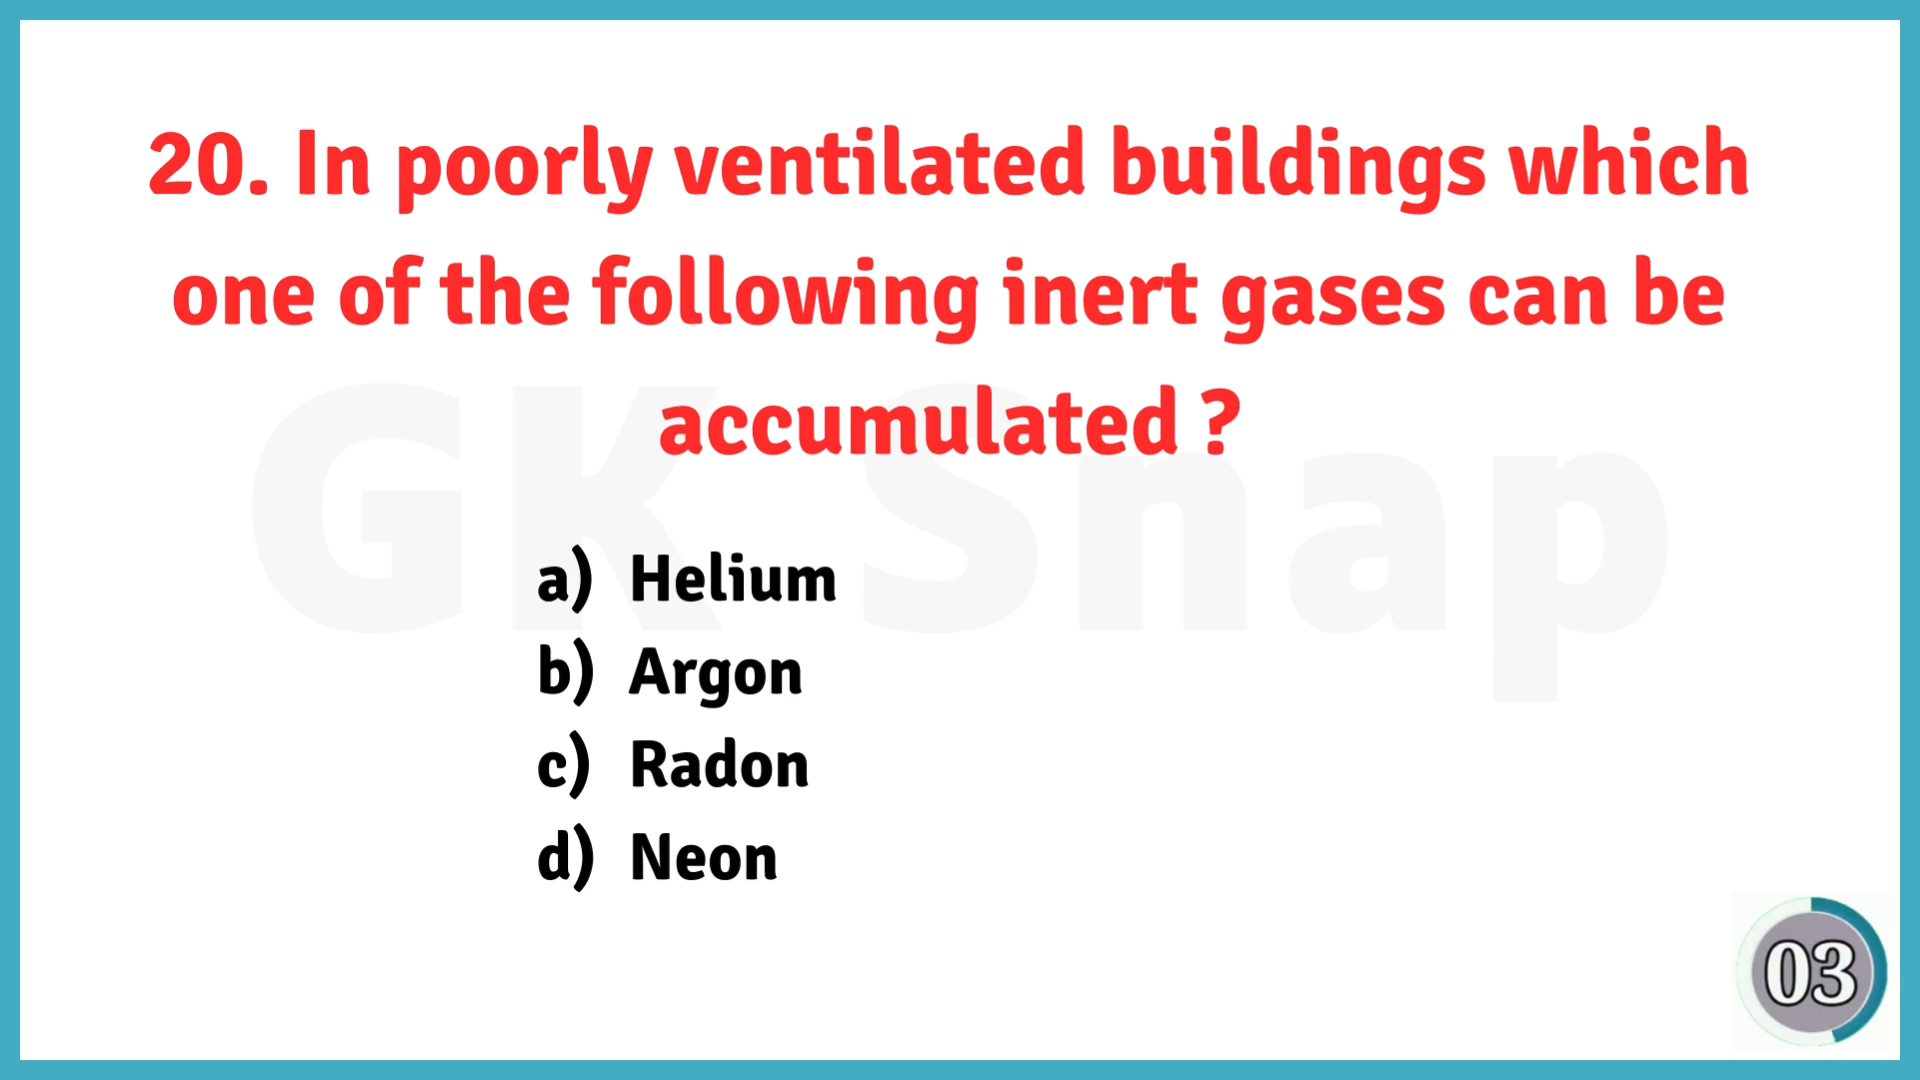 20. In poorly ventilated buildings which
one of the following inert gases can be
accumulated ?
GK Snap
a) Helium
b) Argon
c) Radon
d) Neon
03